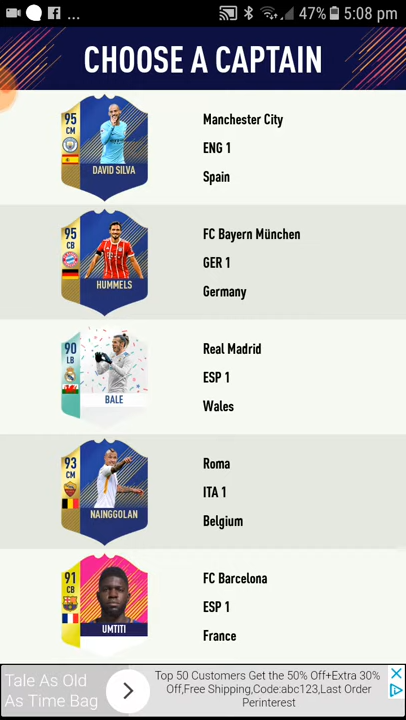 ... 47% 5:08 pm
CHOOSE A CAPTAIN
95
CM
DAVID SILVA
Manchester City
ENG 1
Spain
95
CB
HUMMELS
FC Bayern München
GER 1
Germany
90
LB
BALE
Real Madrid
ESP 1
Wales
93
CM
NAINGGOLAN
Roma
ITA 1
Belgium
91
CB
UMTITI
FC Barcelona
ESP 1
France
Tale As Old
As Time Bag
Top 50 Customers Get the 50% Off+Extra 30%
Off,Free Shipping,Code:abc123,Last Order
Perinterest